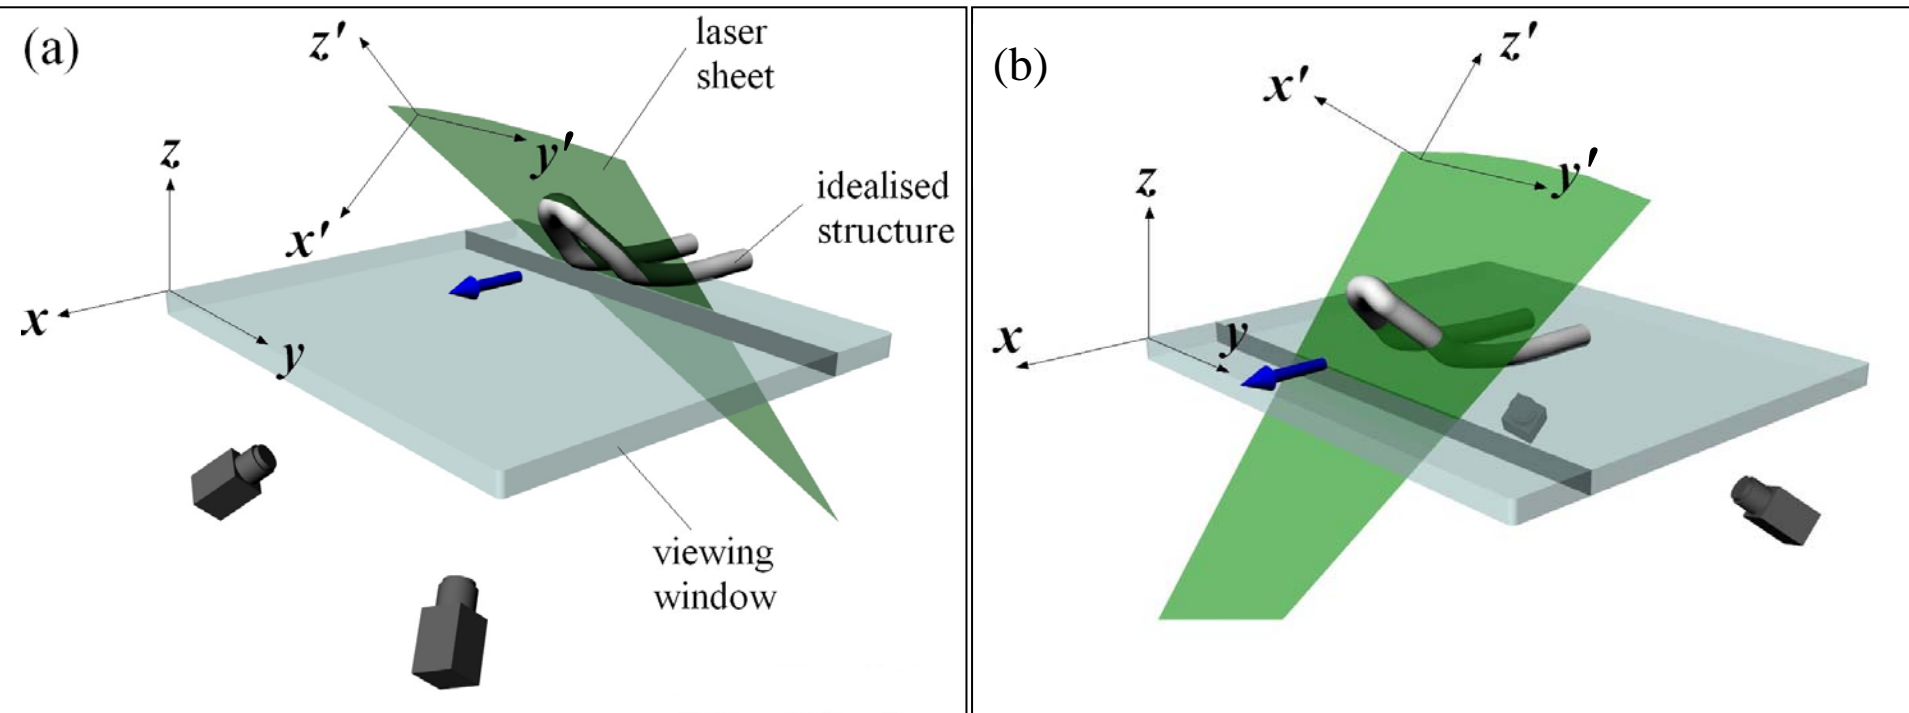 (a)
z'
laser
sheet
y'
z
idealised
structure
x'
x
y
viewing
window
(b)
z'
x'
y'
z
y
x